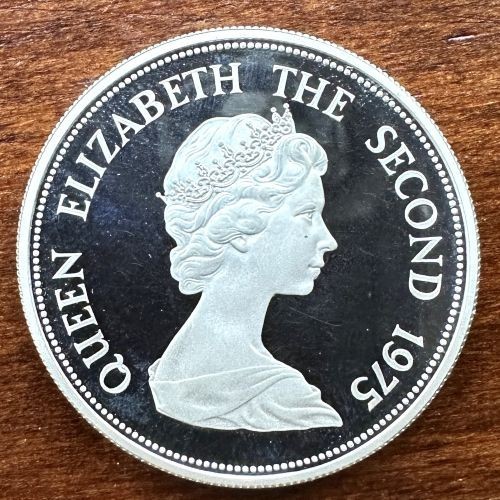 QUEEN ELIZABETH THE SECOND 1975